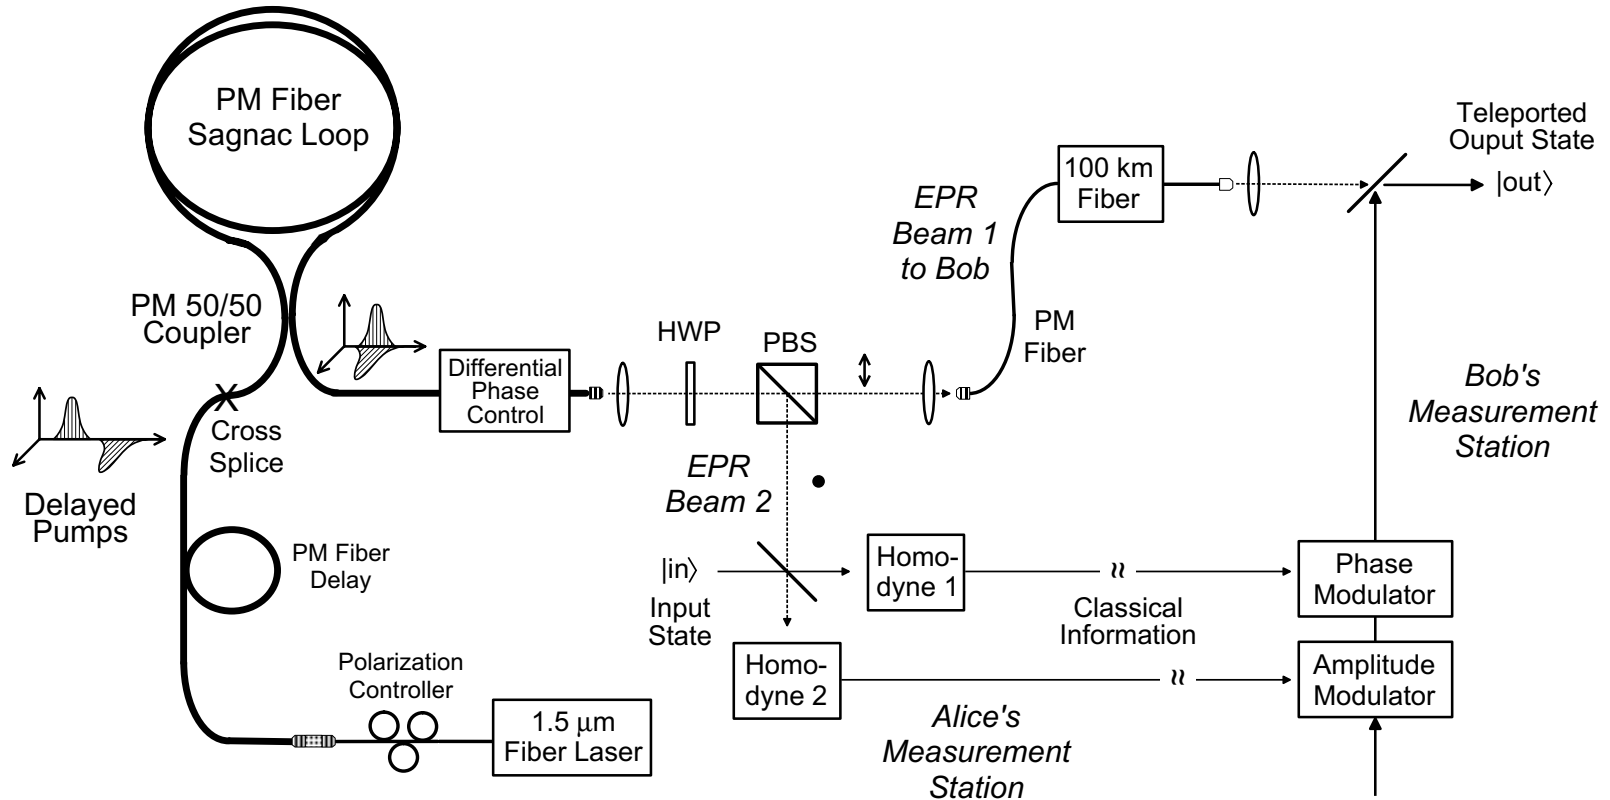 PM Fiber
Sagnac Loop
PM 50/50
Coupler
Cross
Splice
Delayed
Pumps
PM Fiber
Delay
Polarization
Controller
1.5 μm
Fiber Laser
Differential
Phase
Control
HWP
PBS
EPR
Beam 1
to Bob
PM
Fiber
100 km
Fiber
Teleported
Ouput State
|out⟩
Bob's
Measurement
Station
EPR
Beam 2
|in⟩
Input
State
Homo-
dyne 1
Homo-
dyne 2
Classical
Information
Alice's
Measurement
Station
Phase
Modulator
Amplitude
Modulator
X